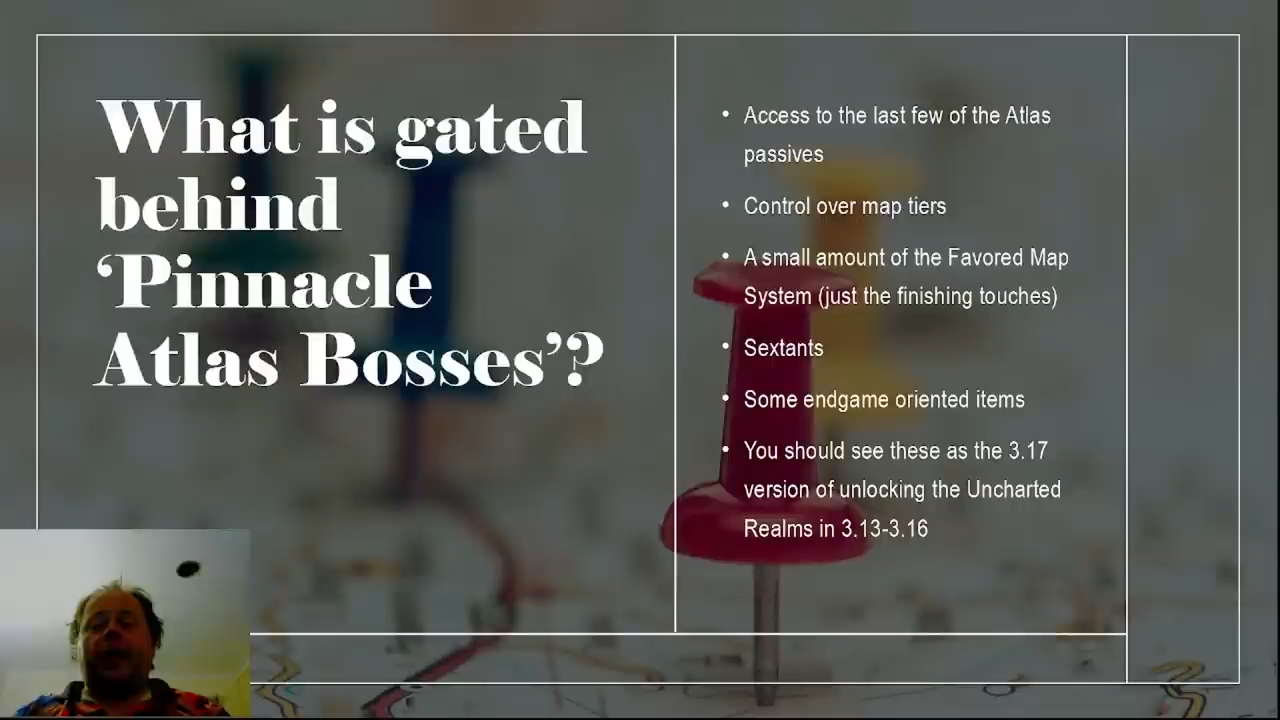 What is gated
behind
‘Pinnacle
Atlas Bosses’?
• Access to the last few of the Atlas
passives
• Control over map tiers
• A small amount of the Favored Map
System (just the finishing touches)
• Sextants
• Some endgame oriented items
• You should see these as the 3.17
version of unlocking the Uncharted
Realms in 3.13-3.16